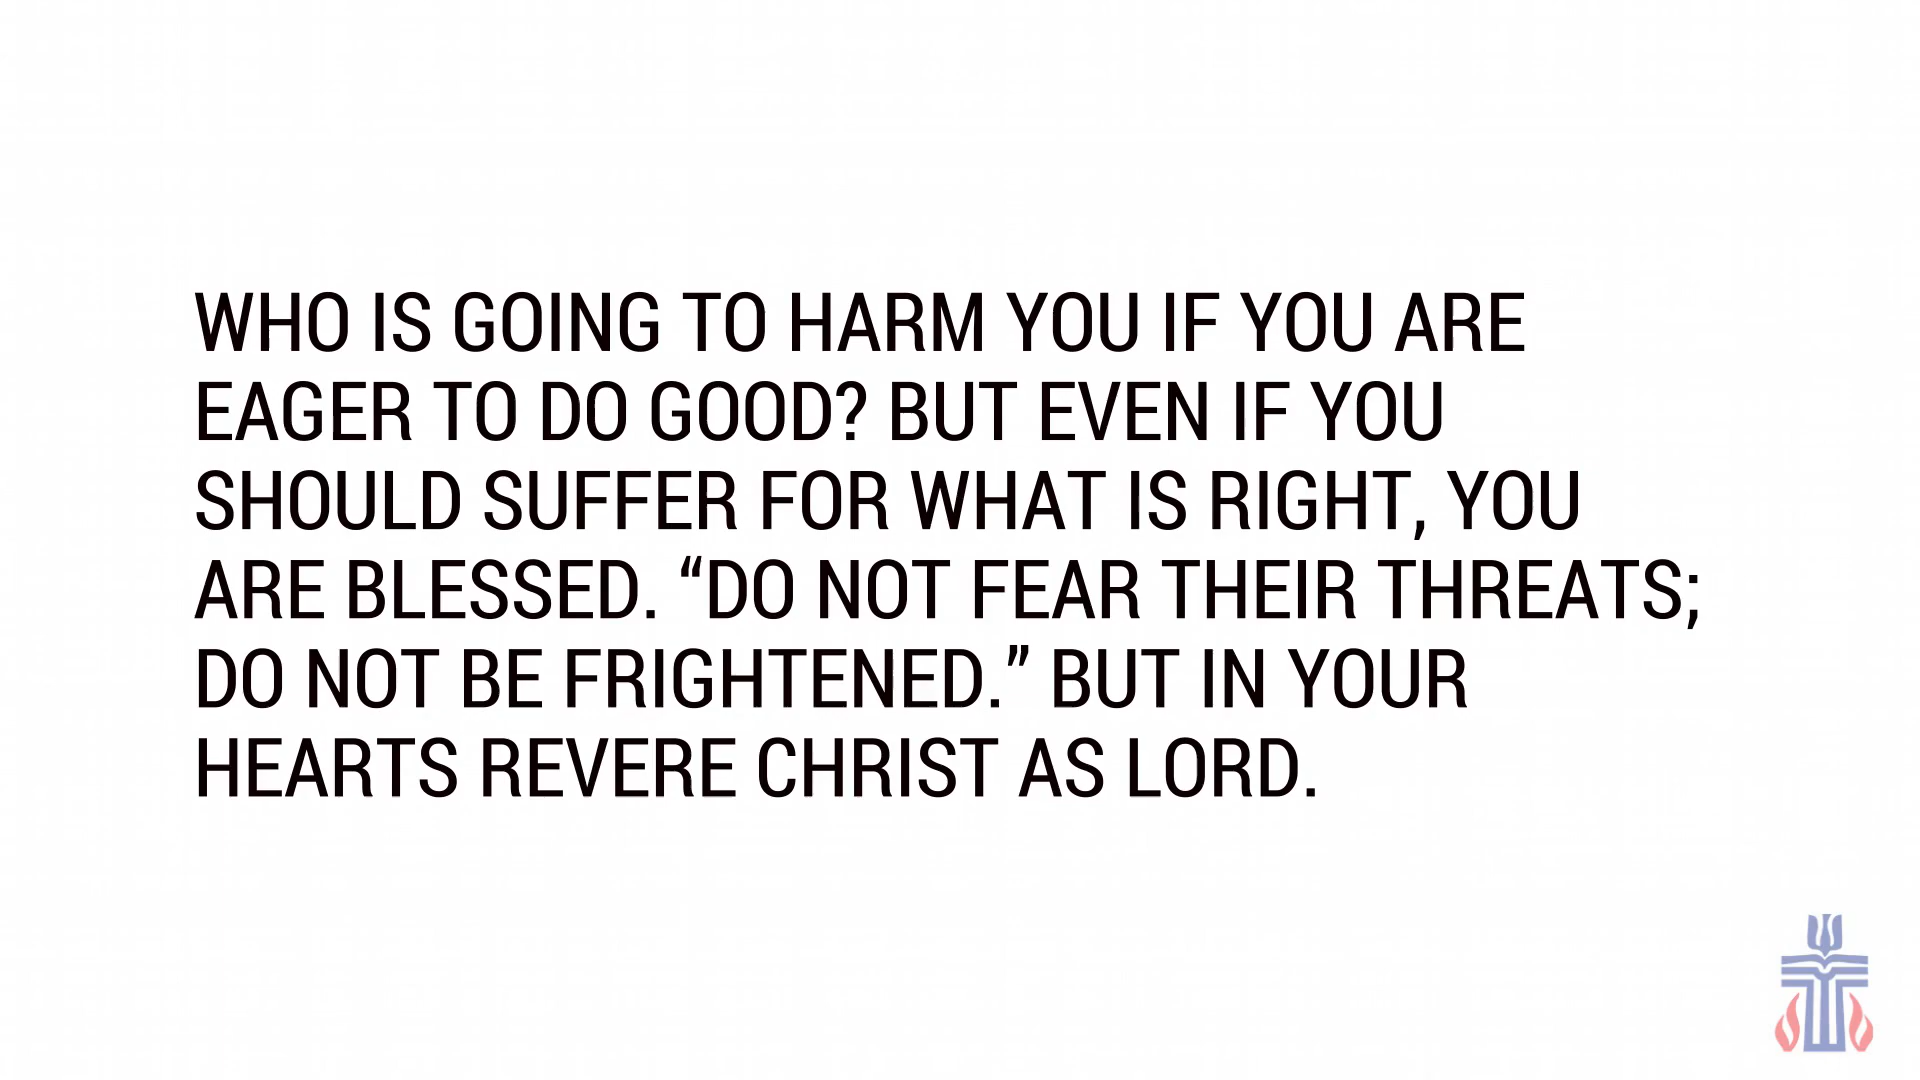 WHO IS GOING TO HARM YOU IF YOU ARE
EAGER TO DO GOOD? BUT EVEN IF YOU
SHOULD SUFFER FOR WHAT IS RIGHT, YOU
ARE BLESSED. “DO NOT FEAR THEIR THREATS;
DO NOT BE FRIGHTENED.” BUT IN YOUR
HEARTS REVERE CHRIST AS LORD.